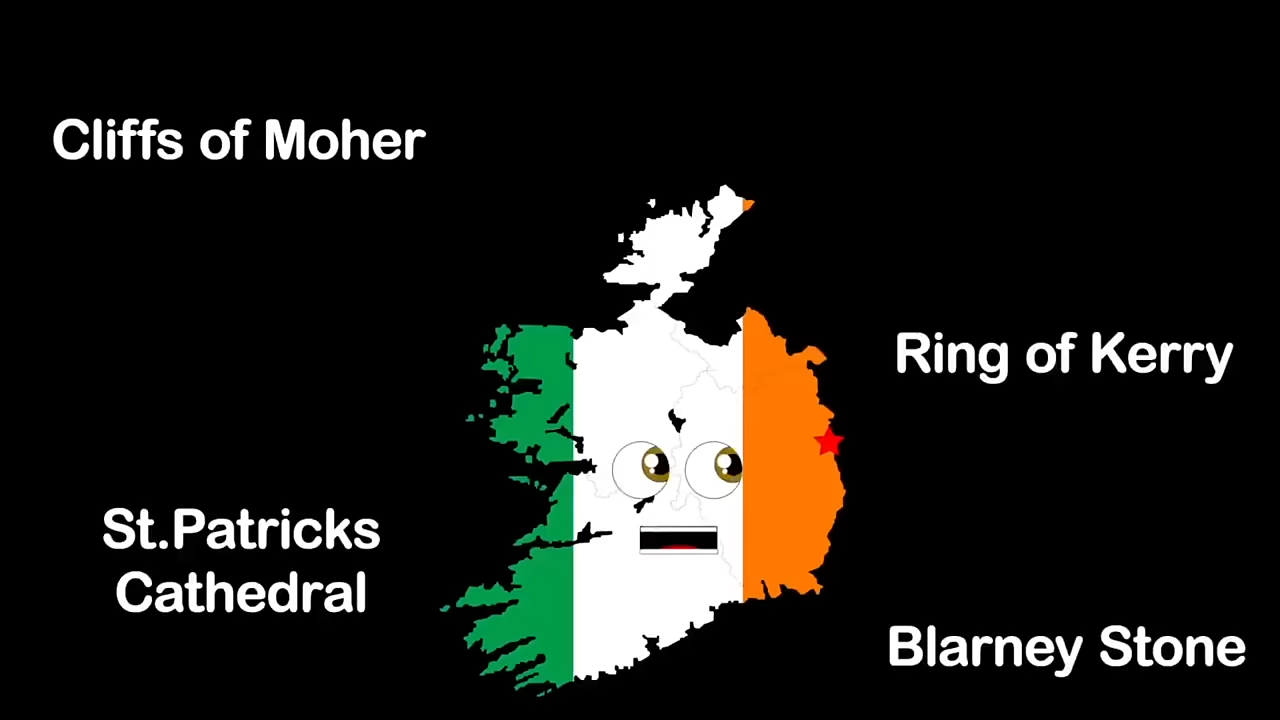 Cliffs of Moher
Ring of Kerry
St.Patricks
Cathedral
Blarney Stone